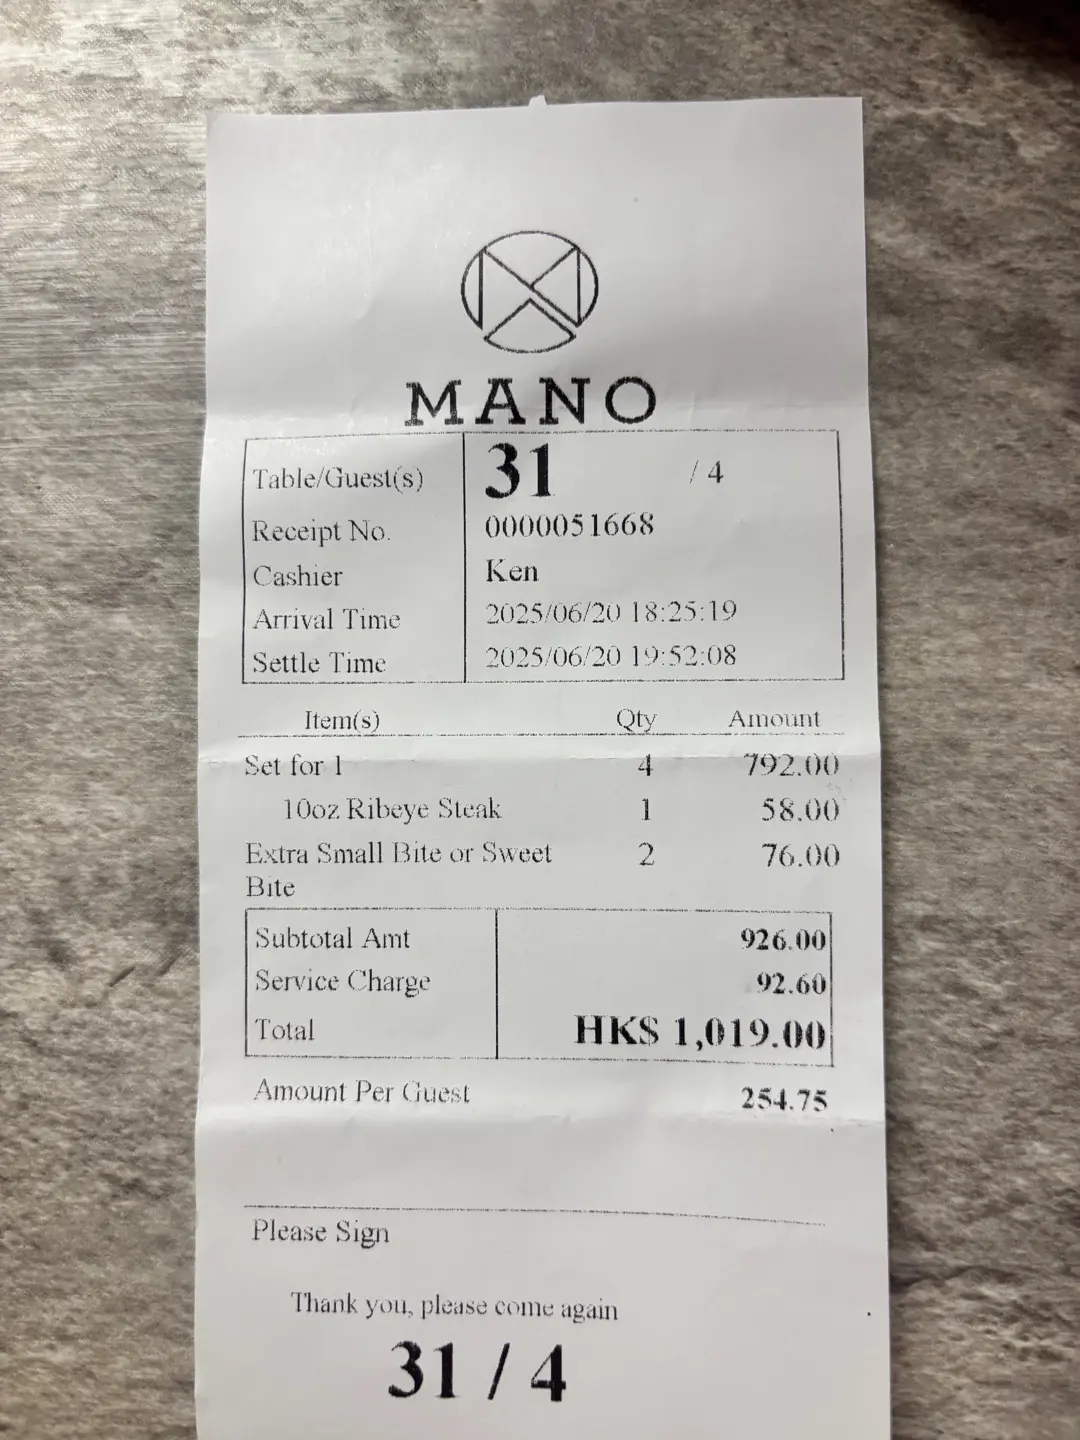 MANO
Table/Guest(s) 31 / 4
Receipt No. 0000051668
Cashier Ken
Arrival Time 2025/06/20 18:25:19
Settle Time 2025/06/20 19:52:08
Item(s) Qty Amount
Set for 1 4 792.00
10oz Ribeye Steak 1 58.00
Extra Small Bite or Sweet 2 76.00
Bite
Subtotal Amt 926.00
Service Charge 92.60
Total HK$ 1,019.00
Amount Per Guest 254.75
Please Sign
Thank you, please come again
31 / 4